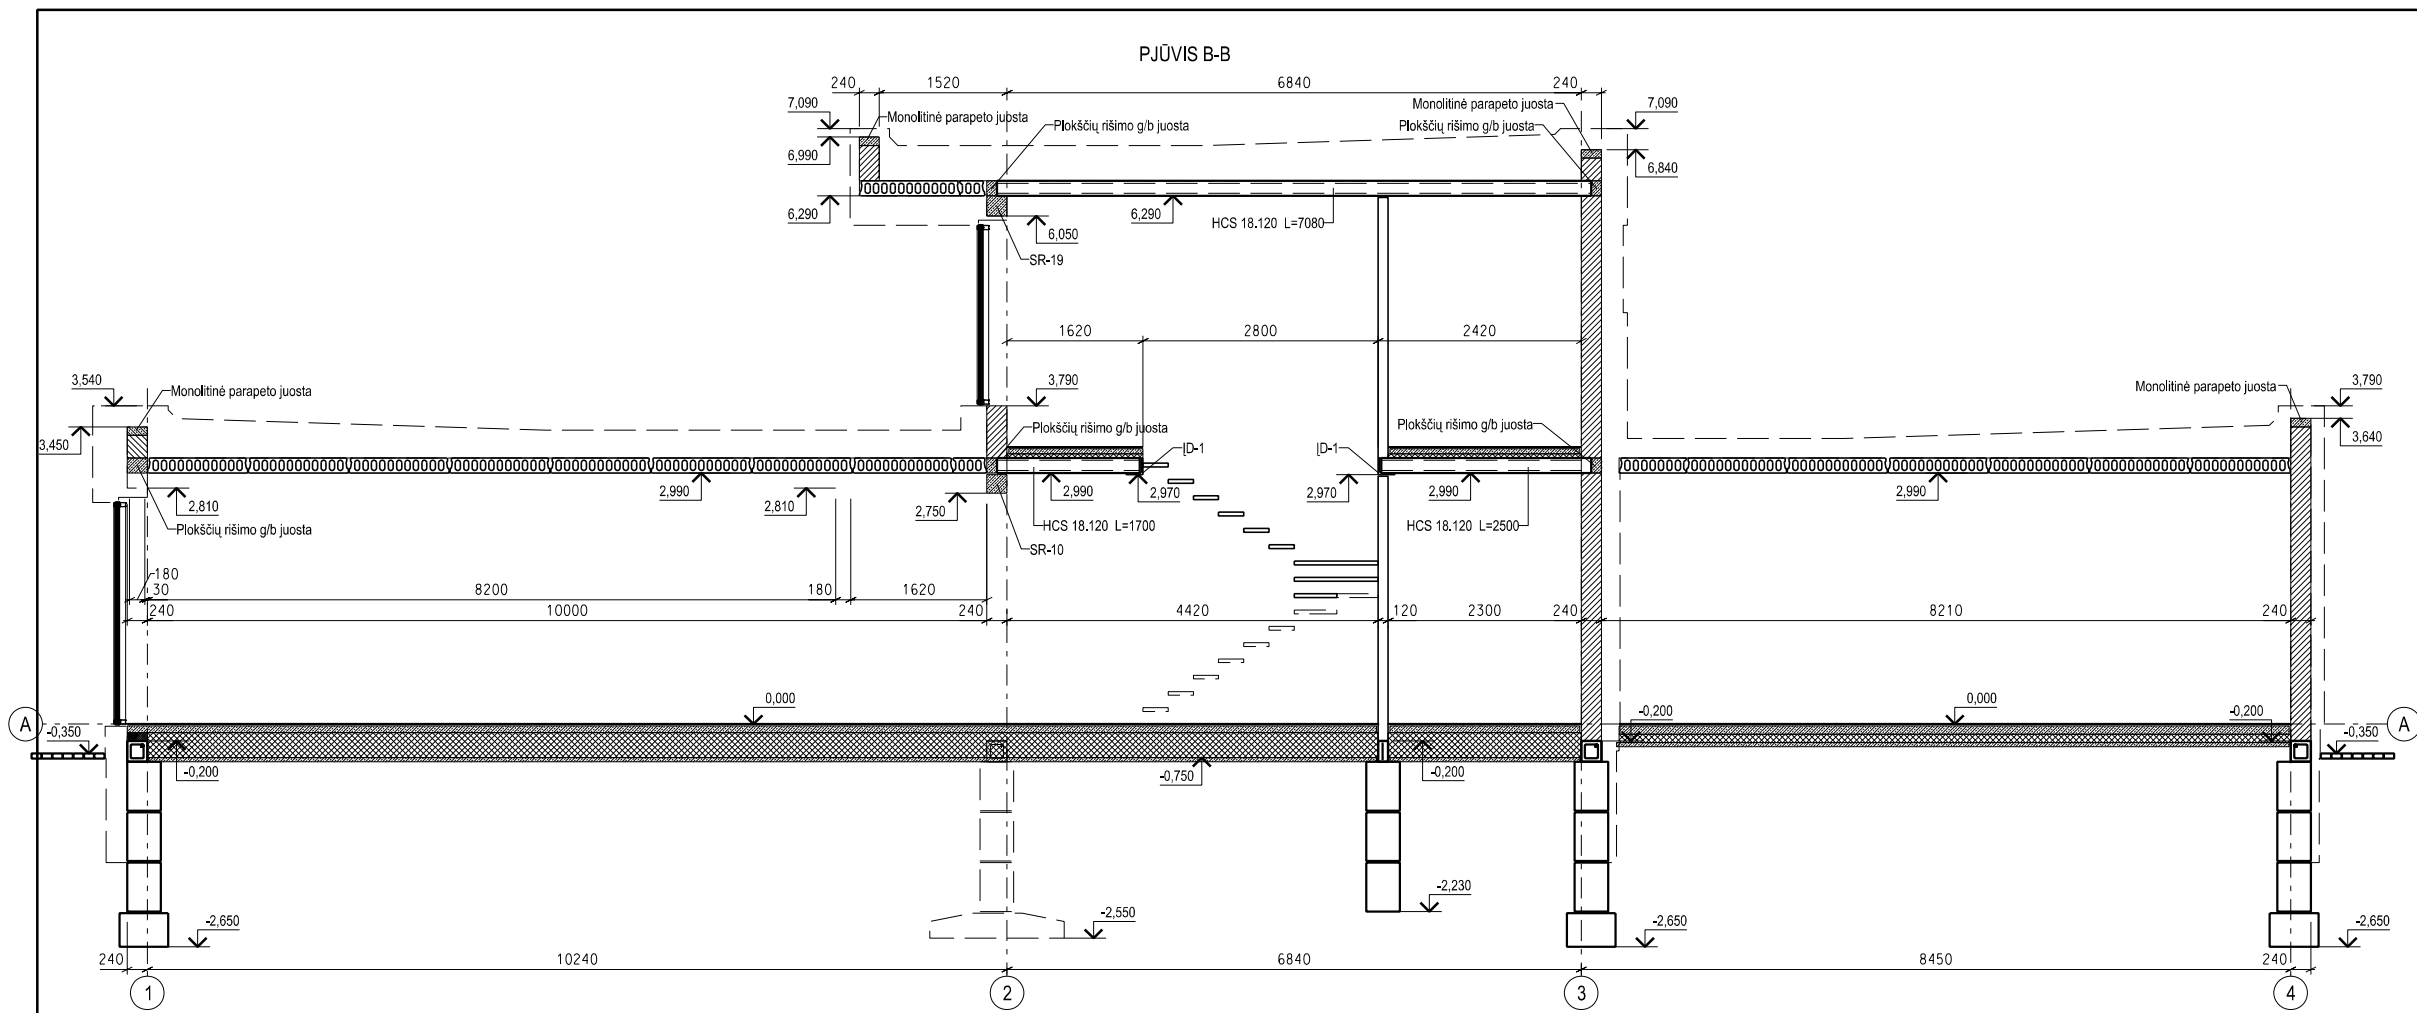 PJŪVIS B-B
240 1520 6840 240
7,090 Monolitinė parapeto juosta Plokščių rišimo g/b juosta Monolitinė parapeto juosta 7,090
Plokščių rišimo g/b juosta
6,990 6,840
6,290 6,290 HCS 18.120 L=7080
6,050
SR-19
1620 2800 2420
3,540 Monolitinė parapeto juosta 3,790 Monolitinė parapeto juosta 3,790
3,450 Plokščių rišimo g/b juosta Plokščių rišimo g/b juosta 3,640
ĮD-1 ĮD-1
2,810 2,990 2,810 2,750 2,990 2,970 2,970 2,990 2,990
Plokščių rišimo g/b juosta HCS 18.120 L=1700 HCS 18.120 L=2500
SR-10
180
30 8200 180 1620
240 10000 240 4420 120 2300 240 8210 240
0,000 0,000
A A
-0,350 -0,200 -0,200 -0,350
-0,200 -0,750 -0,200
-2,230
-2,650 -2,550 -2,650 -2,650
240 10240 6840 8450 240
1 2 3 4